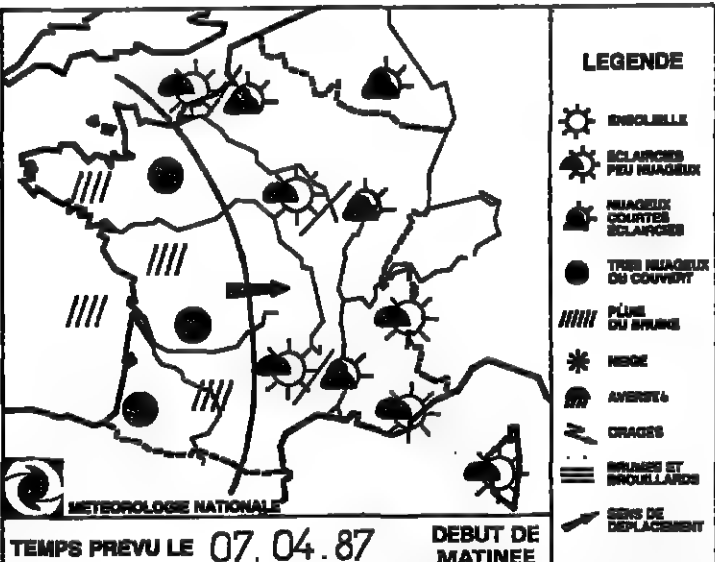 METEOROLOGIE NATIONALE
TEMPS PREVU LE 07.04.87 DEBUT DE
MATINEE
LEGENDE
ENSOLEILLE
ECLAIRCIES
PEU NUAGEUX
NUAGEUX
COURTES
ECLAIRCIES
TRES NUAGEUX
OU COUVERT
PLUIE
OU BRUINE
NEIGE
AVERSES
ORAGES
BRUMES ET
BROUILLARDS
SENS DE
DEPLACEMENT